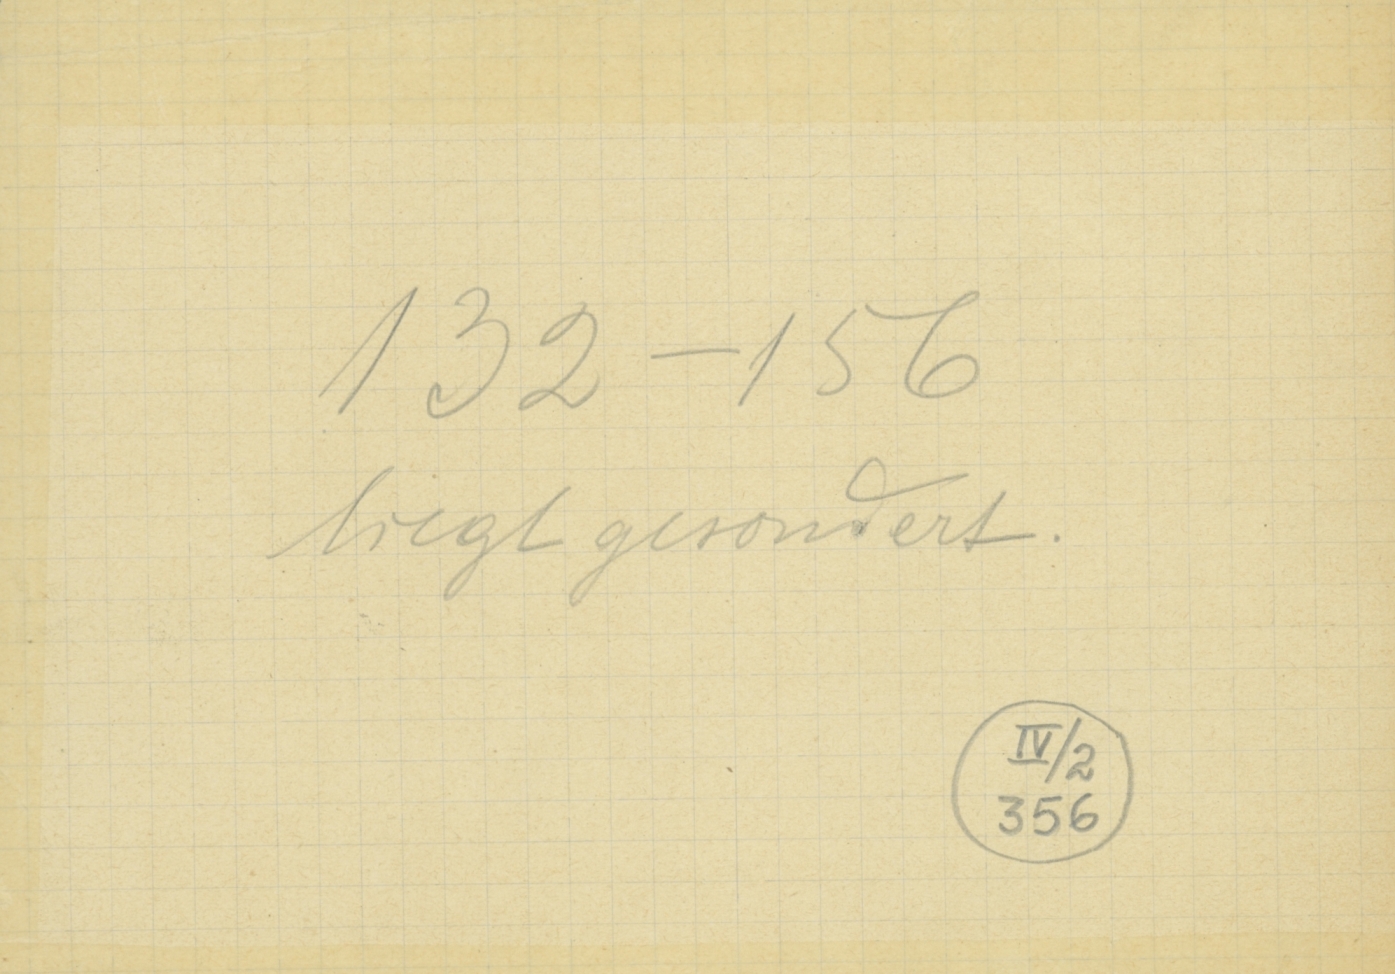 132 – 156
liegt gesondert.
IV/2
356